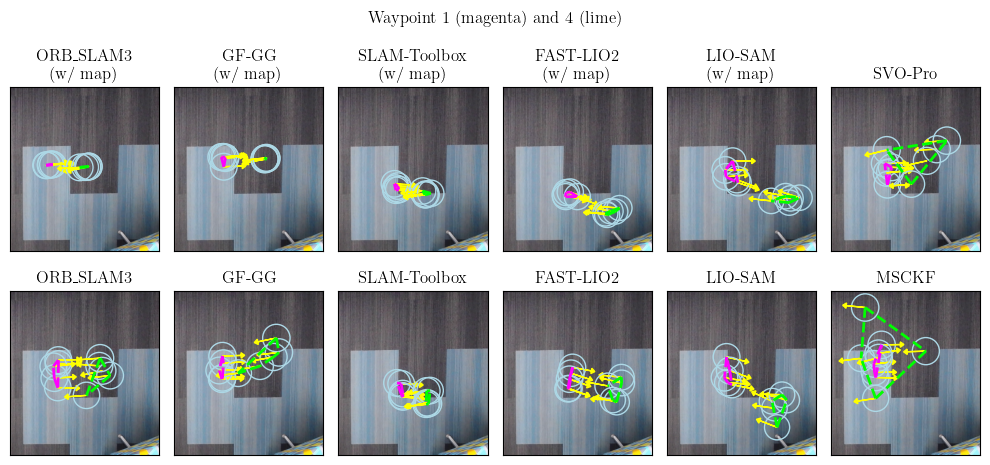 Waypoint 1 (magenta) and 4 (lime)
ORB_SLAM3
(w/ map)
GF-GG
(w/ map)
SLAM-Toolbox
(w/ map)
FAST-LIO2
(w/ map)
LIO-SAM
(w/ map)
SVO-Pro
ORB_SLAM3
GF-GG
SLAM-Toolbox
FAST-LIO2
LIO-SAM
MSCKF